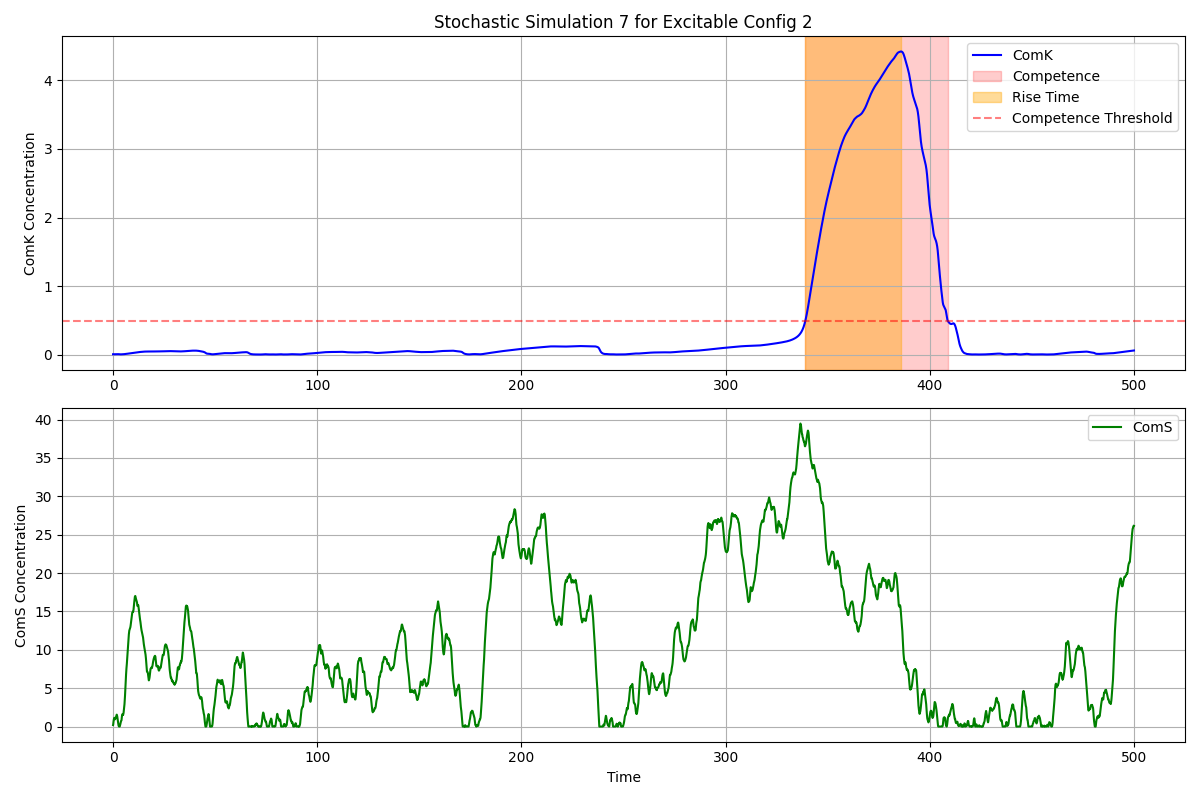 Stochastic Simulation 7 for Excitable Config 2
ComK Concentration
4
3
2
1
0
ComK
Competence
Rise Time
Competence Threshold
0
100
200
300
400
500
ComS Concentration
40
35
30
25
20
15
10
5
0
ComS
0
100
200
300
400
500
Time